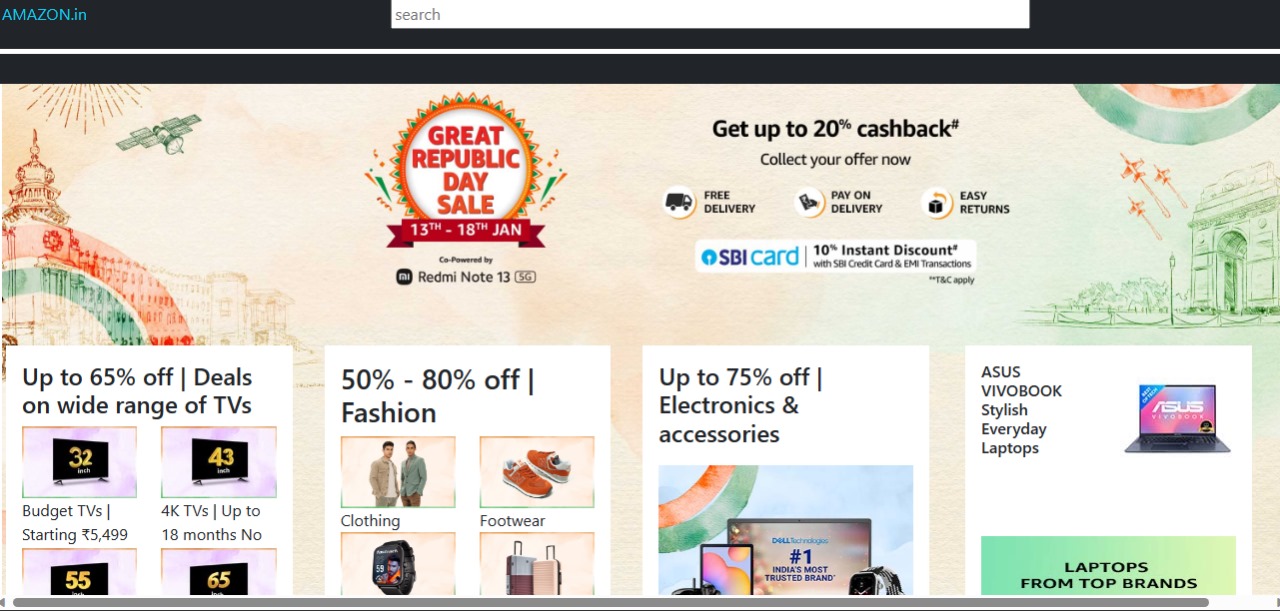 AMAZON.in
search
GREAT
REPUBLIC
DAY
SALE
13TH - 18TH JAN
Co-Powered by
mi Redmi Note 13 5G
Get up to 20% cashback#
Collect your offer now
FREE
DELIVERY
PAY ON
DELIVERY
EASY
RETURNS
SBI card
10% Instant Discount#
with SBI Credit Card & EMI Transactions
**T&C apply
Up to 65% off | Deals
on wide range of TVs
32
inch
43
inch
Budget TVs |
Starting ₹5,499
4K TVs | Up to
18 months No
55
inch
65
inch
50% - 80% off |
Fashion
Clothing
Footwear
Up to 75% off |
Electronics &
accessories
DELL Technologies
#1
INDIA'S MOST
TRUSTED BRAND*
ASUS
VIVOBOOK
Stylish
Everyday
Laptops
ASUS
VIVOBOOK
LAPTOPS
FROM TOP BRANDS